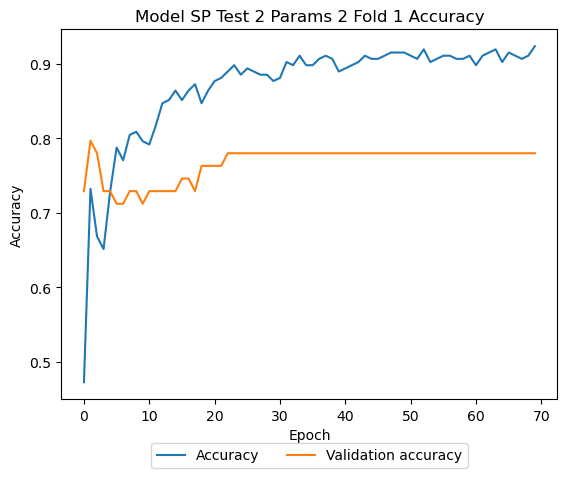 Model SP Test 2 Params 2 Fold 1 Accuracy
Accuracy
0.9
0.8
0.7
0.6
0.5
0 10 20 30 40 50 60 70
Epoch
Accuracy Validation accuracy